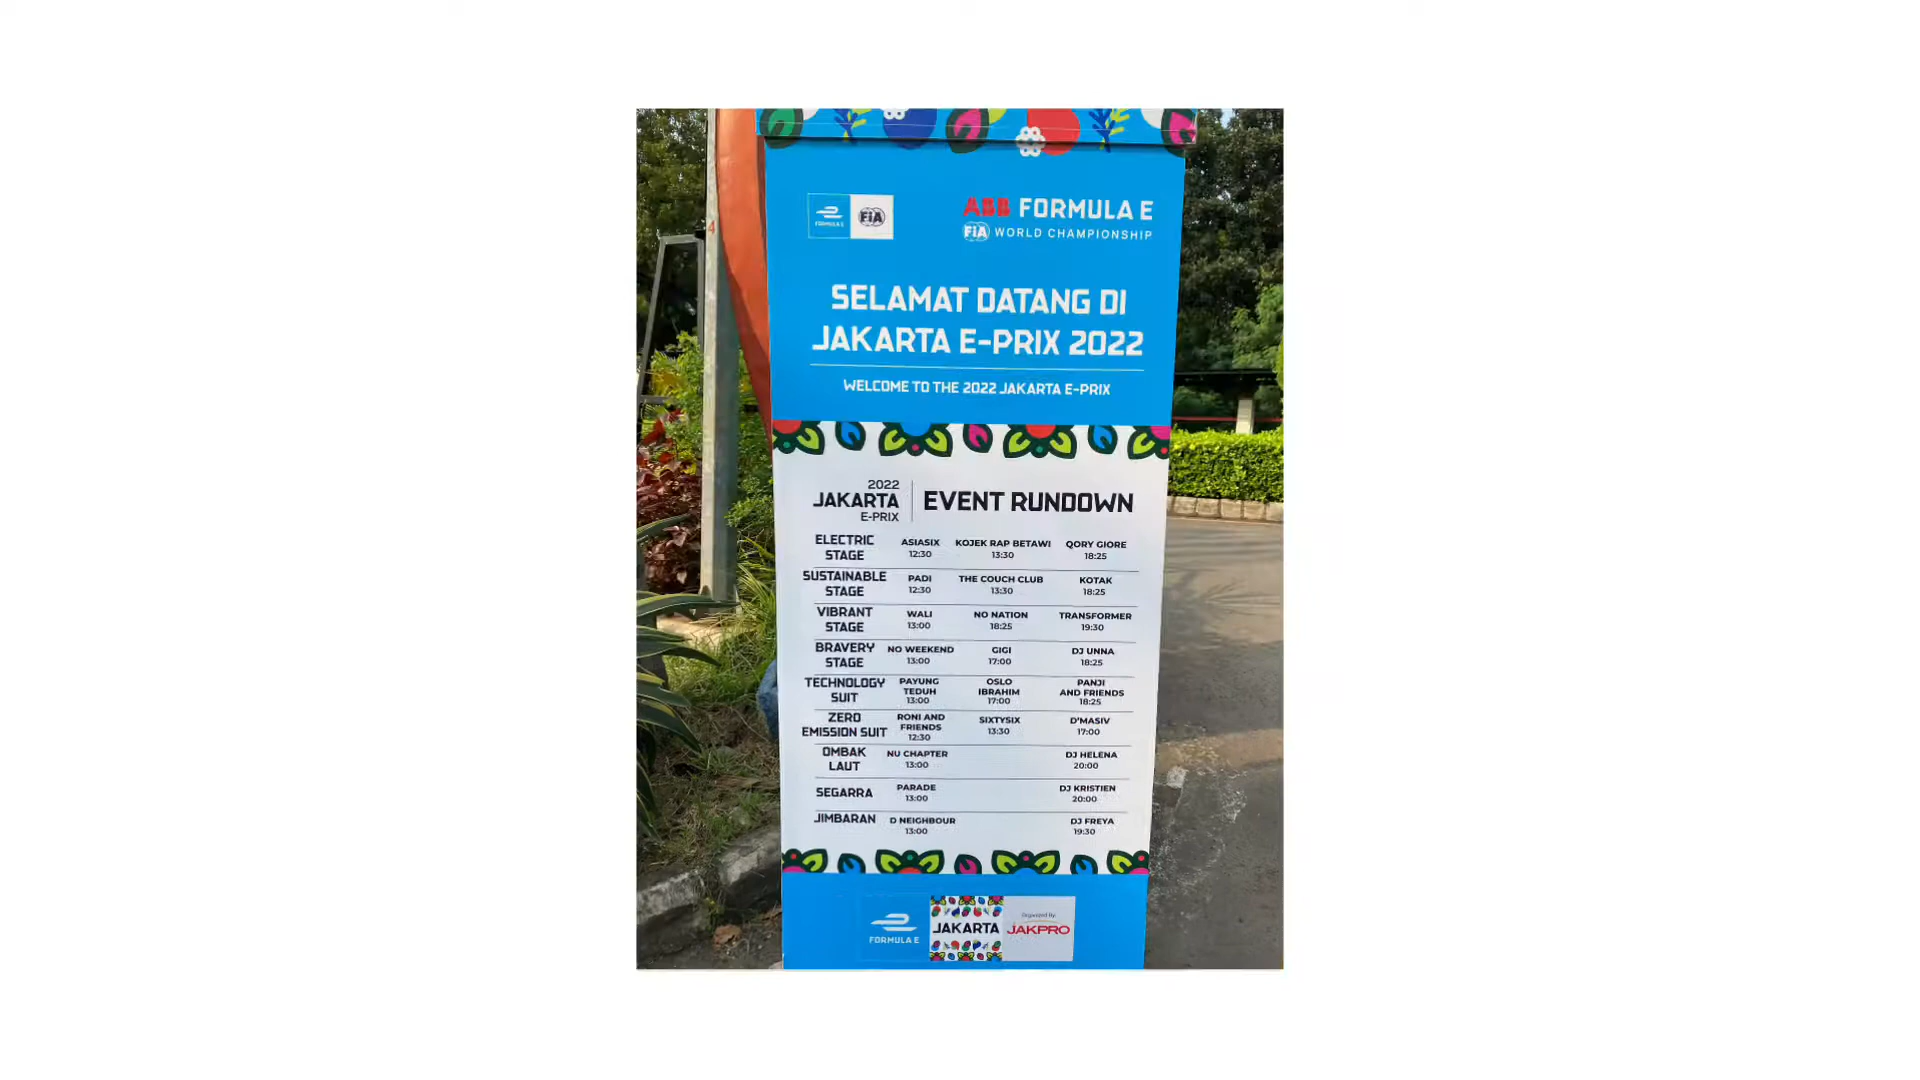 FORMULA E
FIA
ABB FORMULA E
FIA WORLD CHAMPIONSHIP
SELAMAT DATANG DI
JAKARTA E-PRIX 2022
WELCOME TO THE 2022 JAKARTA E-PRIX
2022
JAKARTA
E-PRIX
EVENT RUNDOWN
ELECTRIC
STAGE
ASIASIX
12:30
KOJEK RAP BETAWI
13:30
QORY GIORE
18:25
SUSTAINABLE
STAGE
PADI
12:30
THE COUCH CLUB
13:30
KOTAK
18:25
VIBRANT
STAGE
WALI
13:00
NO NATION
18:25
TRANSFORMER
19:30
BRAVERY
STAGE
NO WEEKEND
13:00
GIGI
17:00
DJ UNNA
18:25
TECHNOLOGY
SUIT
PAYUNG
TEDUH
13:00
OSLO
IBRAHIM
17:00
PANJI
AND FRIENDS
18:25
ZERO
EMISSION SUIT
RONI AND
FRIENDS
12:30
SIXTYSIX
13:30
D'MASIV
17:00
OMBAK
LAUT
NU CHAPTER
13:00
DJ HELENA
20:00
SEGARRA
PARADE
13:00
DJ KRISTIEN
20:00
JIMBARAN
D NEIGHBOUR
13:00
DJ FREYA
19:30
FORMULA E
JAKARTA
Organized By:
JAKPRO
4